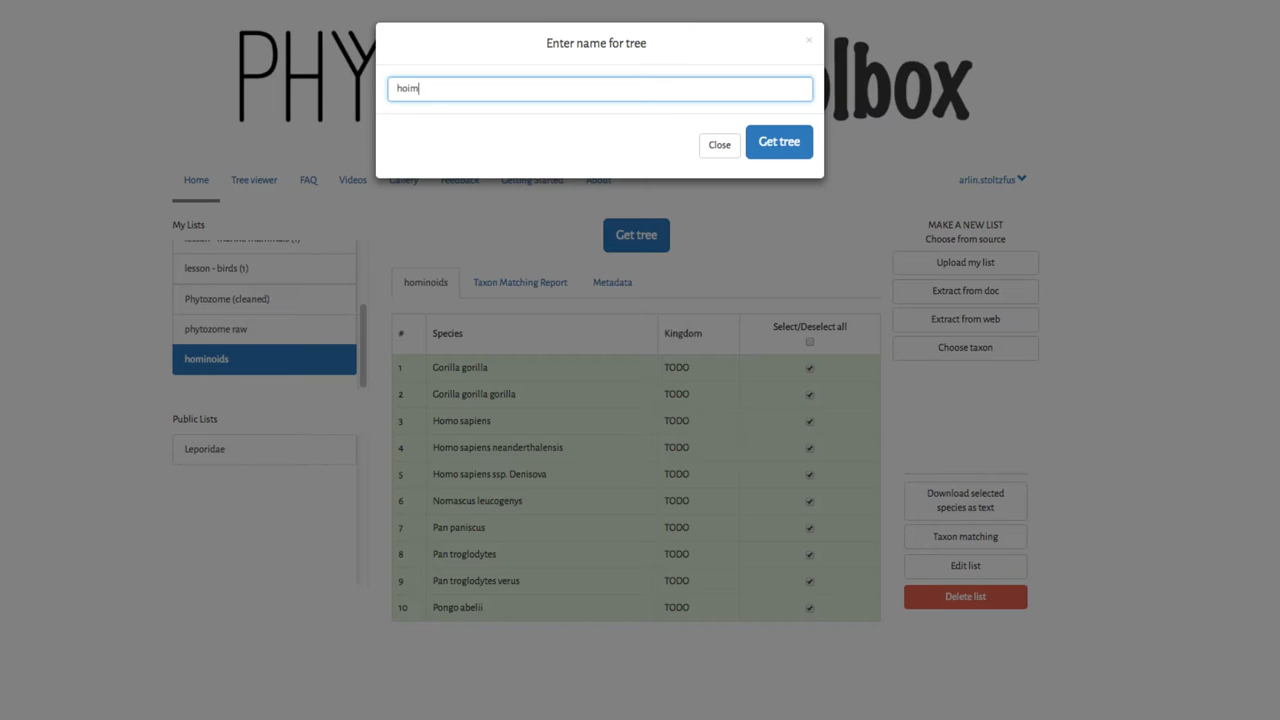 PHY
olbox
Enter name for tree
×
hoim
Close
Get tree
Home
Tree viewer
FAQ
Videos
Gallery
Feedback
Getting Started
About
arlin.stoltzfus
My Lists
lesson - marine mammals (1)
lesson - birds (1)
Phytozome (cleaned)
phytozome raw
hominoids
Public Lists
Leporidae
Get tree
hominoids
Taxon Matching Report
Metadata
# Species Kingdom Select/Deselect all
1 Gorilla gorilla TODO
2 Gorilla gorilla gorilla TODO
3 Homo sapiens TODO
4 Homo sapiens neanderthalensis TODO
5 Homo sapiens ssp. Denisova TODO
6 Nomascus leucogenys TODO
7 Pan paniscus TODO
8 Pan troglodytes TODO
9 Pan troglodytes verus TODO
10 Pongo abelii TODO
MAKE A NEW LIST
Choose from source
Upload my list
Extract from doc
Extract from web
Choose taxon
Download selected
species as text
Taxon matching
Edit list
Delete list